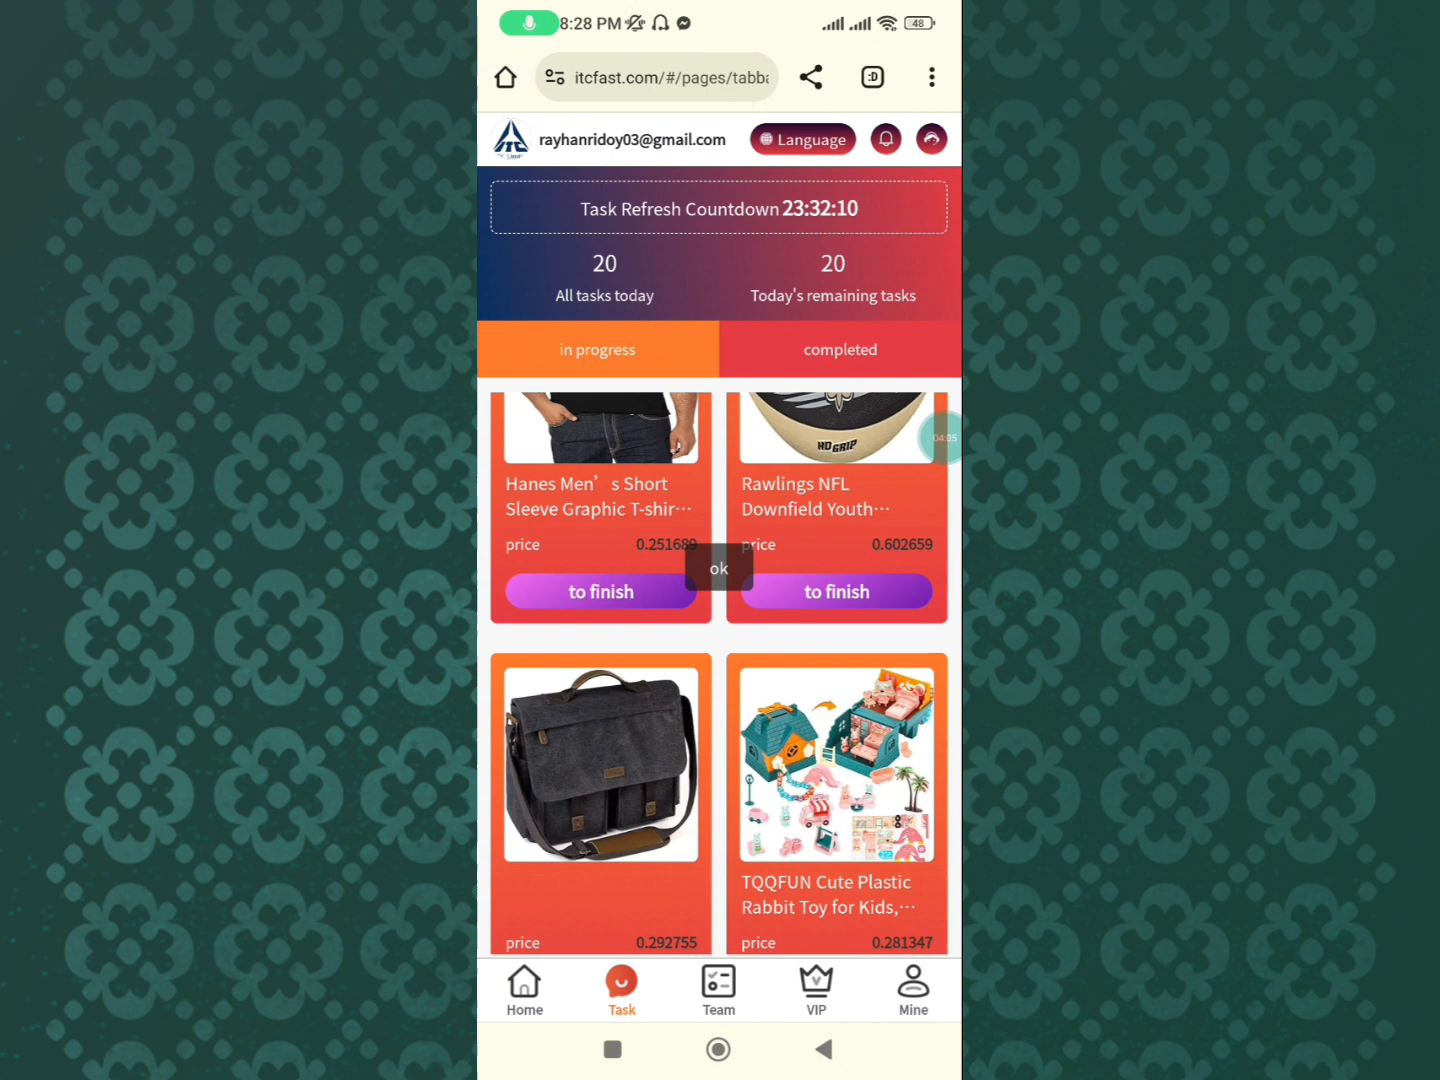 8:28 PM
48
itcfast.com/#/pages/tabba
:D
rayhanridoy03@gmail.com
Language
Task Refresh Countdown 23:32:10
20
20
All tasks today
Today's remaining tasks
in progress
completed
HD GRIP
04:05
Hanes Men's Short
Sleeve Graphic T-shir···
Rawlings NFL
Downfield Youth···
price 0.251689
price 0.602659
ok
to finish
to finish
TQQFUN Cute Plastic
Rabbit Toy for Kids,···
price 0.292755
price 0.281347
Home
Task
Team
VIP
Mine